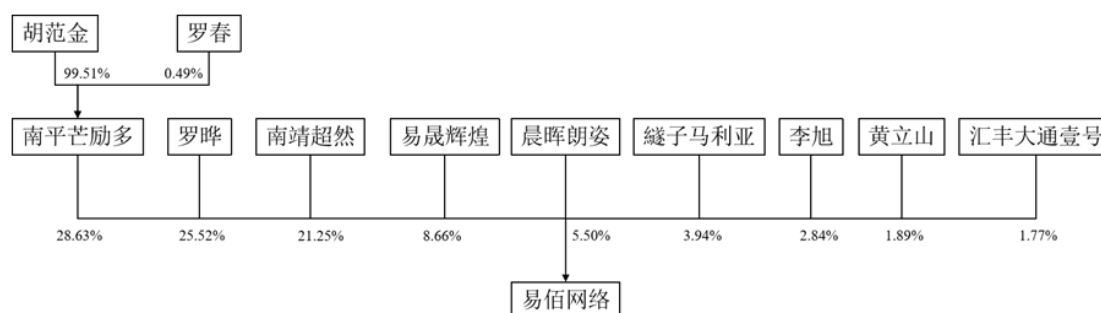 胡范金 罗春
99.51% 0.49%
南平芒励多 罗晔 南靖超然 易晟辉煌 晨晖朗姿 繸子马利亚 李旭 黄立山 汇丰大通壹号
28.63% 25.52% 21.25% 8.66% 5.50% 3.94% 2.84% 1.89% 1.77%
易佰网络